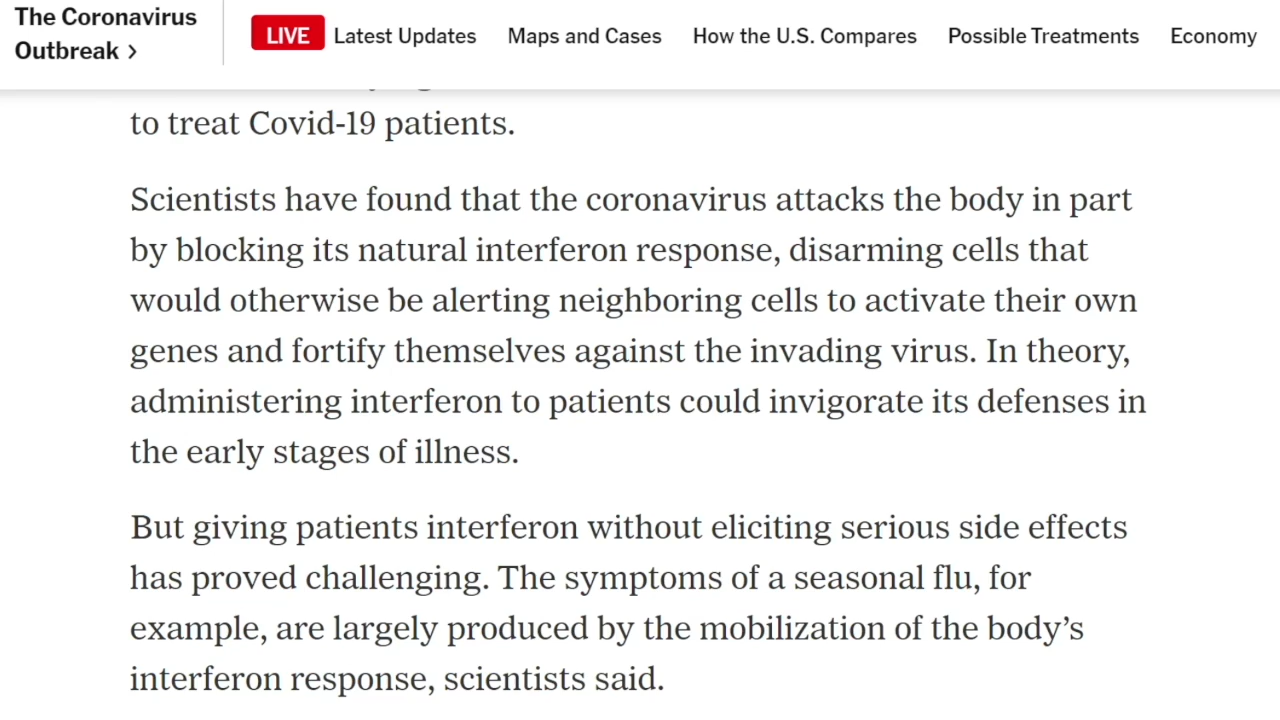 The Coronavirus
Outbreak >
LIVE Latest Updates Maps and Cases How the U.S. Compares Possible Treatments Economy
to treat Covid-19 patients.
Scientists have found that the coronavirus attacks the body in part
by blocking its natural interferon response, disarming cells that
would otherwise be alerting neighboring cells to activate their own
genes and fortify themselves against the invading virus. In theory,
administering interferon to patients could invigorate its defenses in
the early stages of illness.
But giving patients interferon without eliciting serious side effects
has proved challenging. The symptoms of a seasonal flu, for
example, are largely produced by the mobilization of the body’s
interferon response, scientists said.